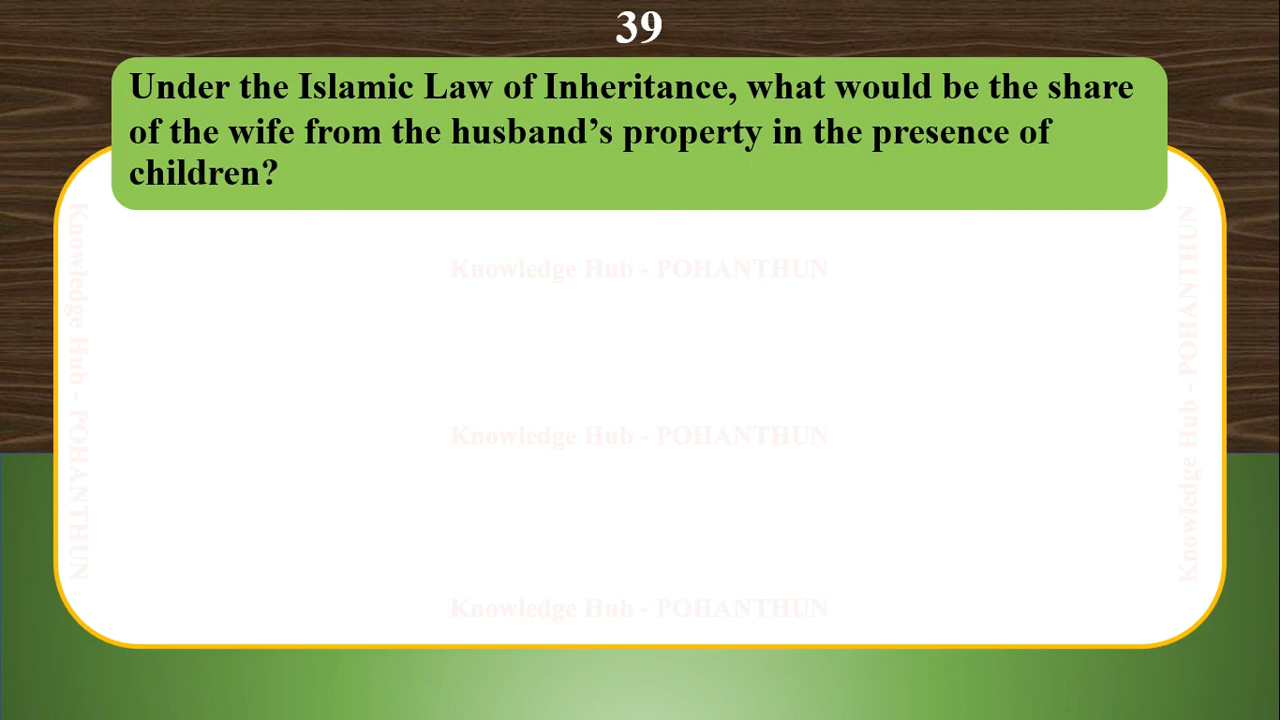 39
Under the Islamic Law of Inheritance, what would be the share
of the wife from the husband’s property in the presence of
children?
Knowledge Hub - POHANTHUN
Knowledge Hub - POHANTHUN
Knowledge Hub - POHANTHUN
Knowledge Hub - POHANTHUN
Knowledge Hub - POHANTHUN